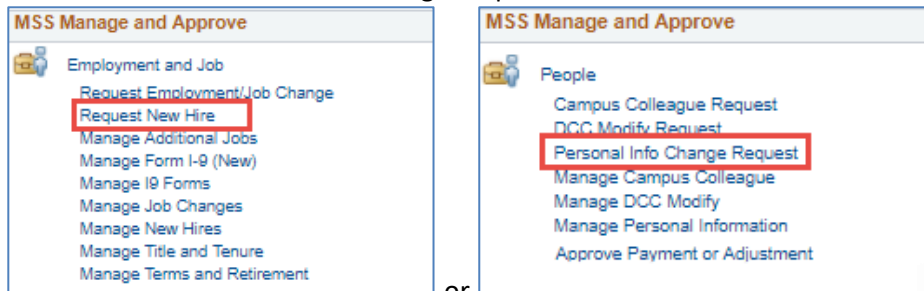 MSS Manage and Approve
Employment and Job
Request Employment/Job Change
Request New Hire
Manage Additional Jobs
Manage Form I-9 (New)
Manage I9 Forms
Manage Job Changes
Manage New Hires
Manage Title and Tenure
Manage Terms and Retirement
or
MSS Manage and Approve
People
Campus Colleague Request
DCC Modify Request
Personal Info Change Request
Manage Campus Colleague
Manage DCC Modify
Manage Personal Information
Approve Payment or Adjustment